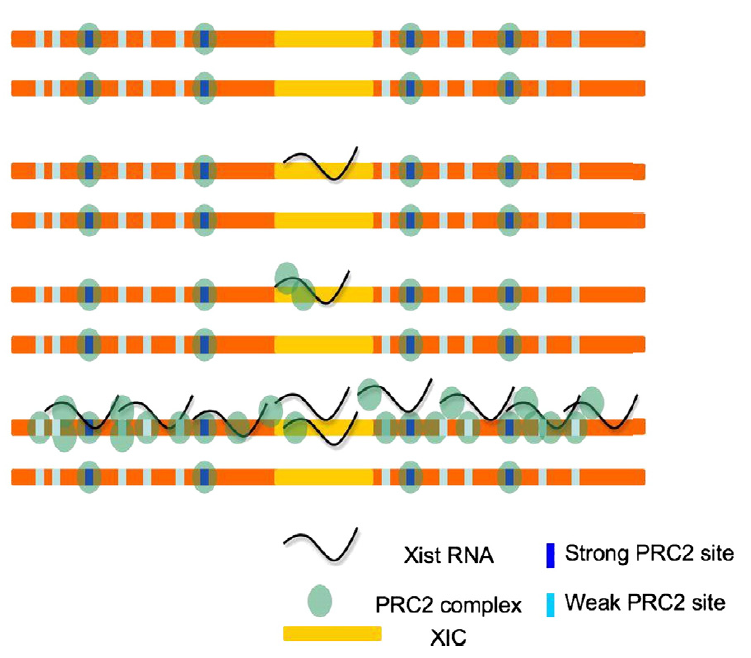 Xist RNA
Strong PRC2 site
PRC2 complex
Weak PRC2 site
XIC